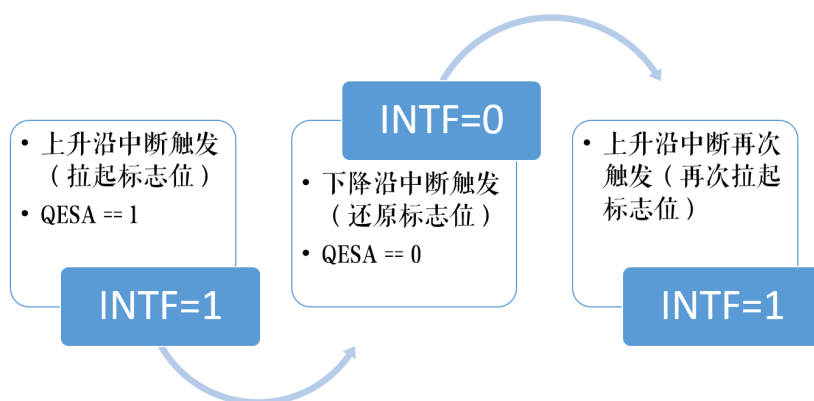 • 上升沿中断触发
（拉起标志位）
• QESA == 1
INTF=1
INTF=0
• 下降沿中断触发
（还原标志位）
• QESA == 0
• 上升沿中断再次
触发（再次拉起
标志位）
INTF=1